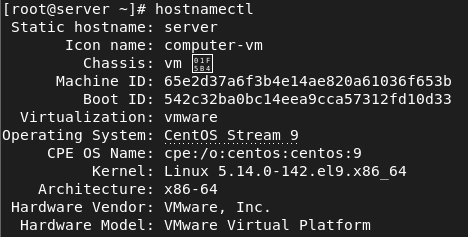 [root@server ~]# hostnamectl
Static hostname: server
Icon name: computer-vm
Chassis: vm 🖴
Machine ID: 65e2d37a6f3b4e14ae820a61036f653b
Boot ID: 542c32ba0bc14eea9cca57312fd10d33
Virtualization: vmware
Operating System: CentOS Stream 9
CPE OS Name: cpe:/o:centos:centos:9
Kernel: Linux 5.14.0-142.el9.x86_64
Architecture: x86-64
Hardware Vendor: VMware, Inc.
Hardware Model: VMware Virtual Platform